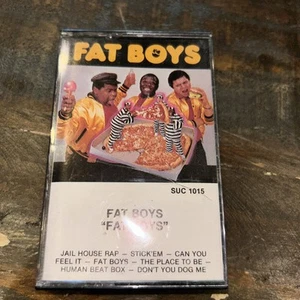 FAT BOYS
SUC 1015
FAT BOYS
"FAT BOYS"
JAIL HOUSE RAP – STICK'EM – CAN YOU
FEEL IT – FAT BOYS – THE PLACE TO BE –
HUMAN BEAT BOX – DON'T YOU DOG ME